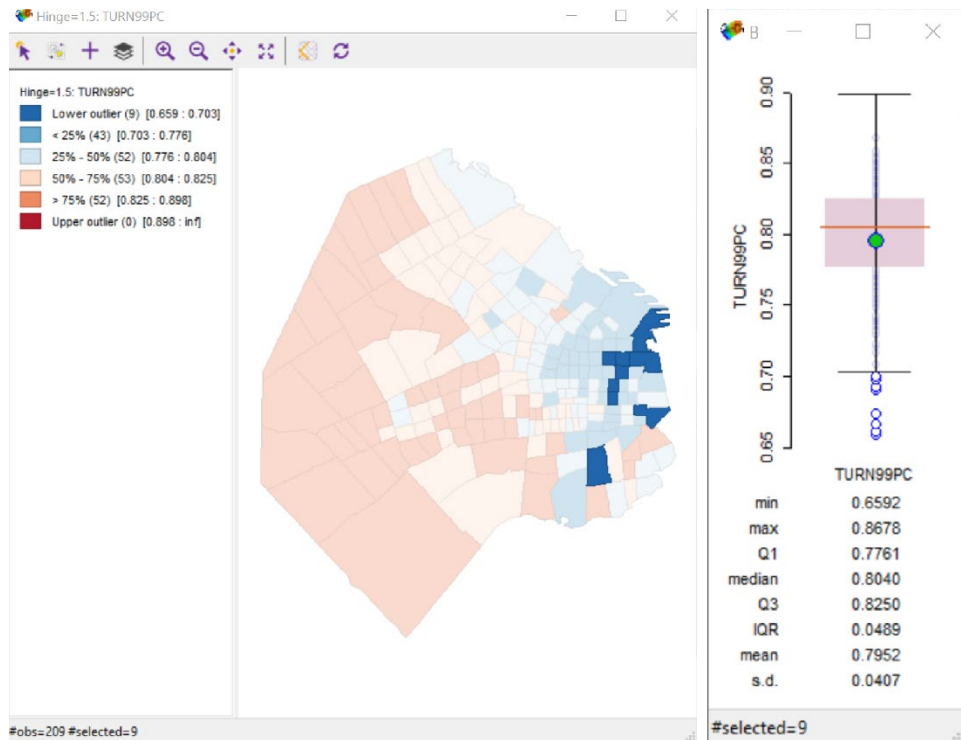 Hinge=1.5: TURN99PC
Hinge=1.5: TURN99PC
Lower outlier (9) [0.659 : 0.703]
< 25% (43) [0.703 : 0.776]
25% - 50% (52) [0.776 : 0.804]
50% - 75% (53) [0.804 : 0.825]
> 75% (52) [0.825 : 0.898]
Upper outlier (0) [0.898 : inf]
#obs=209 #selected=9
B
TURN99PC
0.90
0.85
0.80
0.75
0.70
0.65
TURN99PC
min 0.6592
max 0.8678
Q1 0.7761
median 0.8040
Q3 0.8250
IQR 0.0489
mean 0.7952
s.d. 0.0407
#selected=9